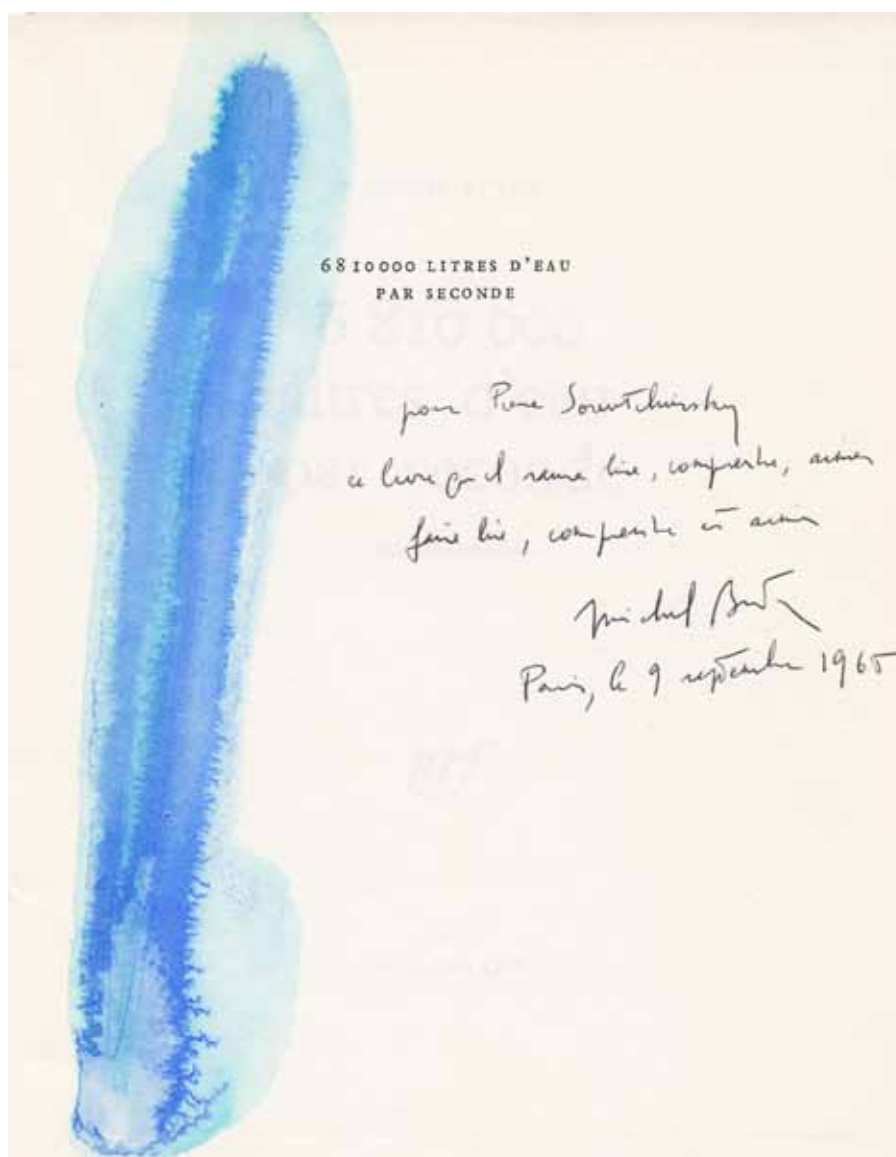 6810000 LITRES D'EAU
PAR SECONDE
pour Pierre Souvtchinsky
ce livre qu'il saura lire, comprendre, aimer
faire lire, comprendre et aimer
Michel Butor
Paris, le 9 septembre 1965